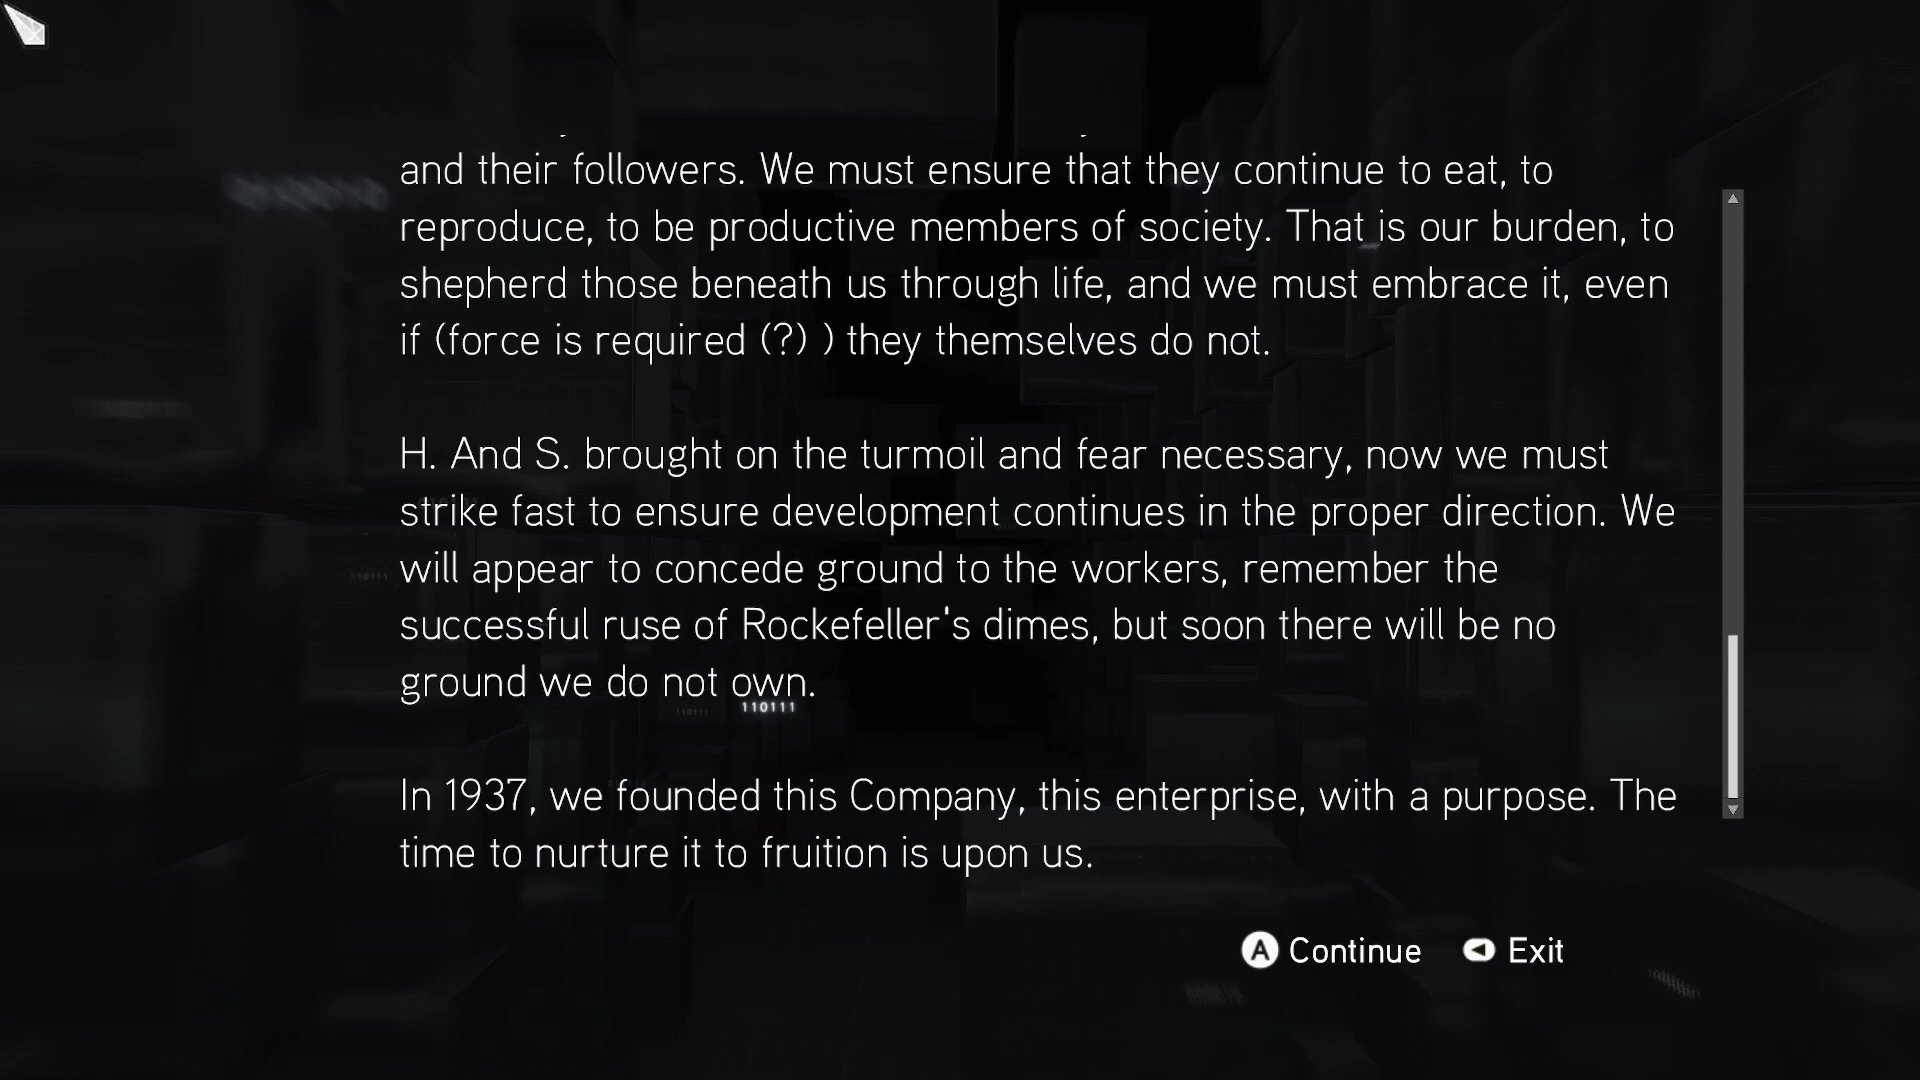 and their followers. We must ensure that they continue to eat, to
reproduce, to be productive members of society. That is our burden, to
shepherd those beneath us through life, and we must embrace it, even
if (force is required (?) ) they themselves do not.
H. And S. brought on the turmoil and fear necessary, now we must
strike fast to ensure development continues in the proper direction. We
will appear to concede ground to the workers, remember the
successful ruse of Rockefeller's dimes, but soon there will be no
ground we do not own.
110111
In 1937, we founded this Company, this enterprise, with a purpose. The
time to nurture it to fruition is upon us.
A Continue Exit